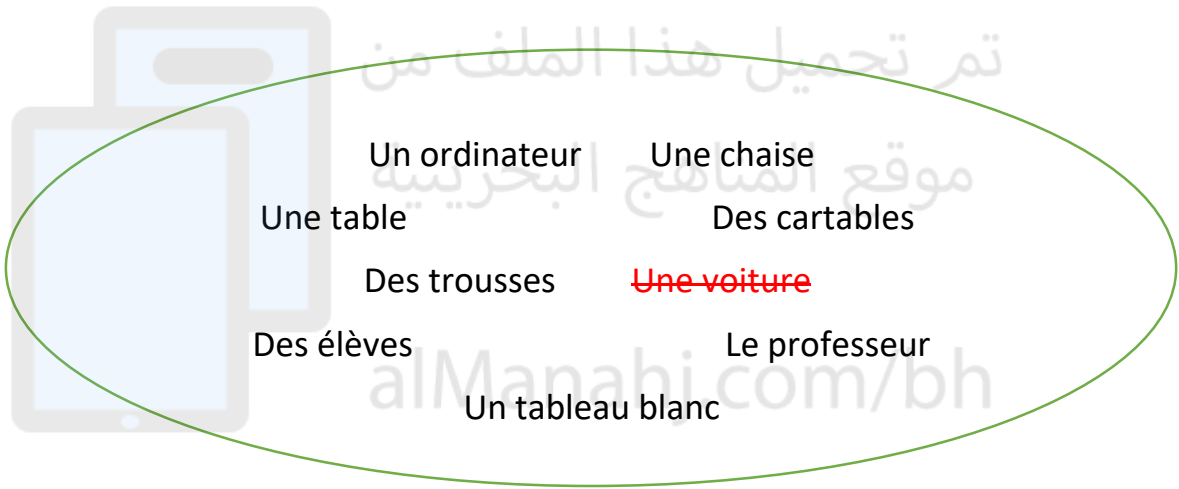 تم تحميل هذا الملف من
Un ordinateur Une chaise
موقع المناهج البحرينية
Une table Des cartables
Des trousses Une voiture
Des élèves Le professeur
alManahj.com/bh
Un tableau blanc